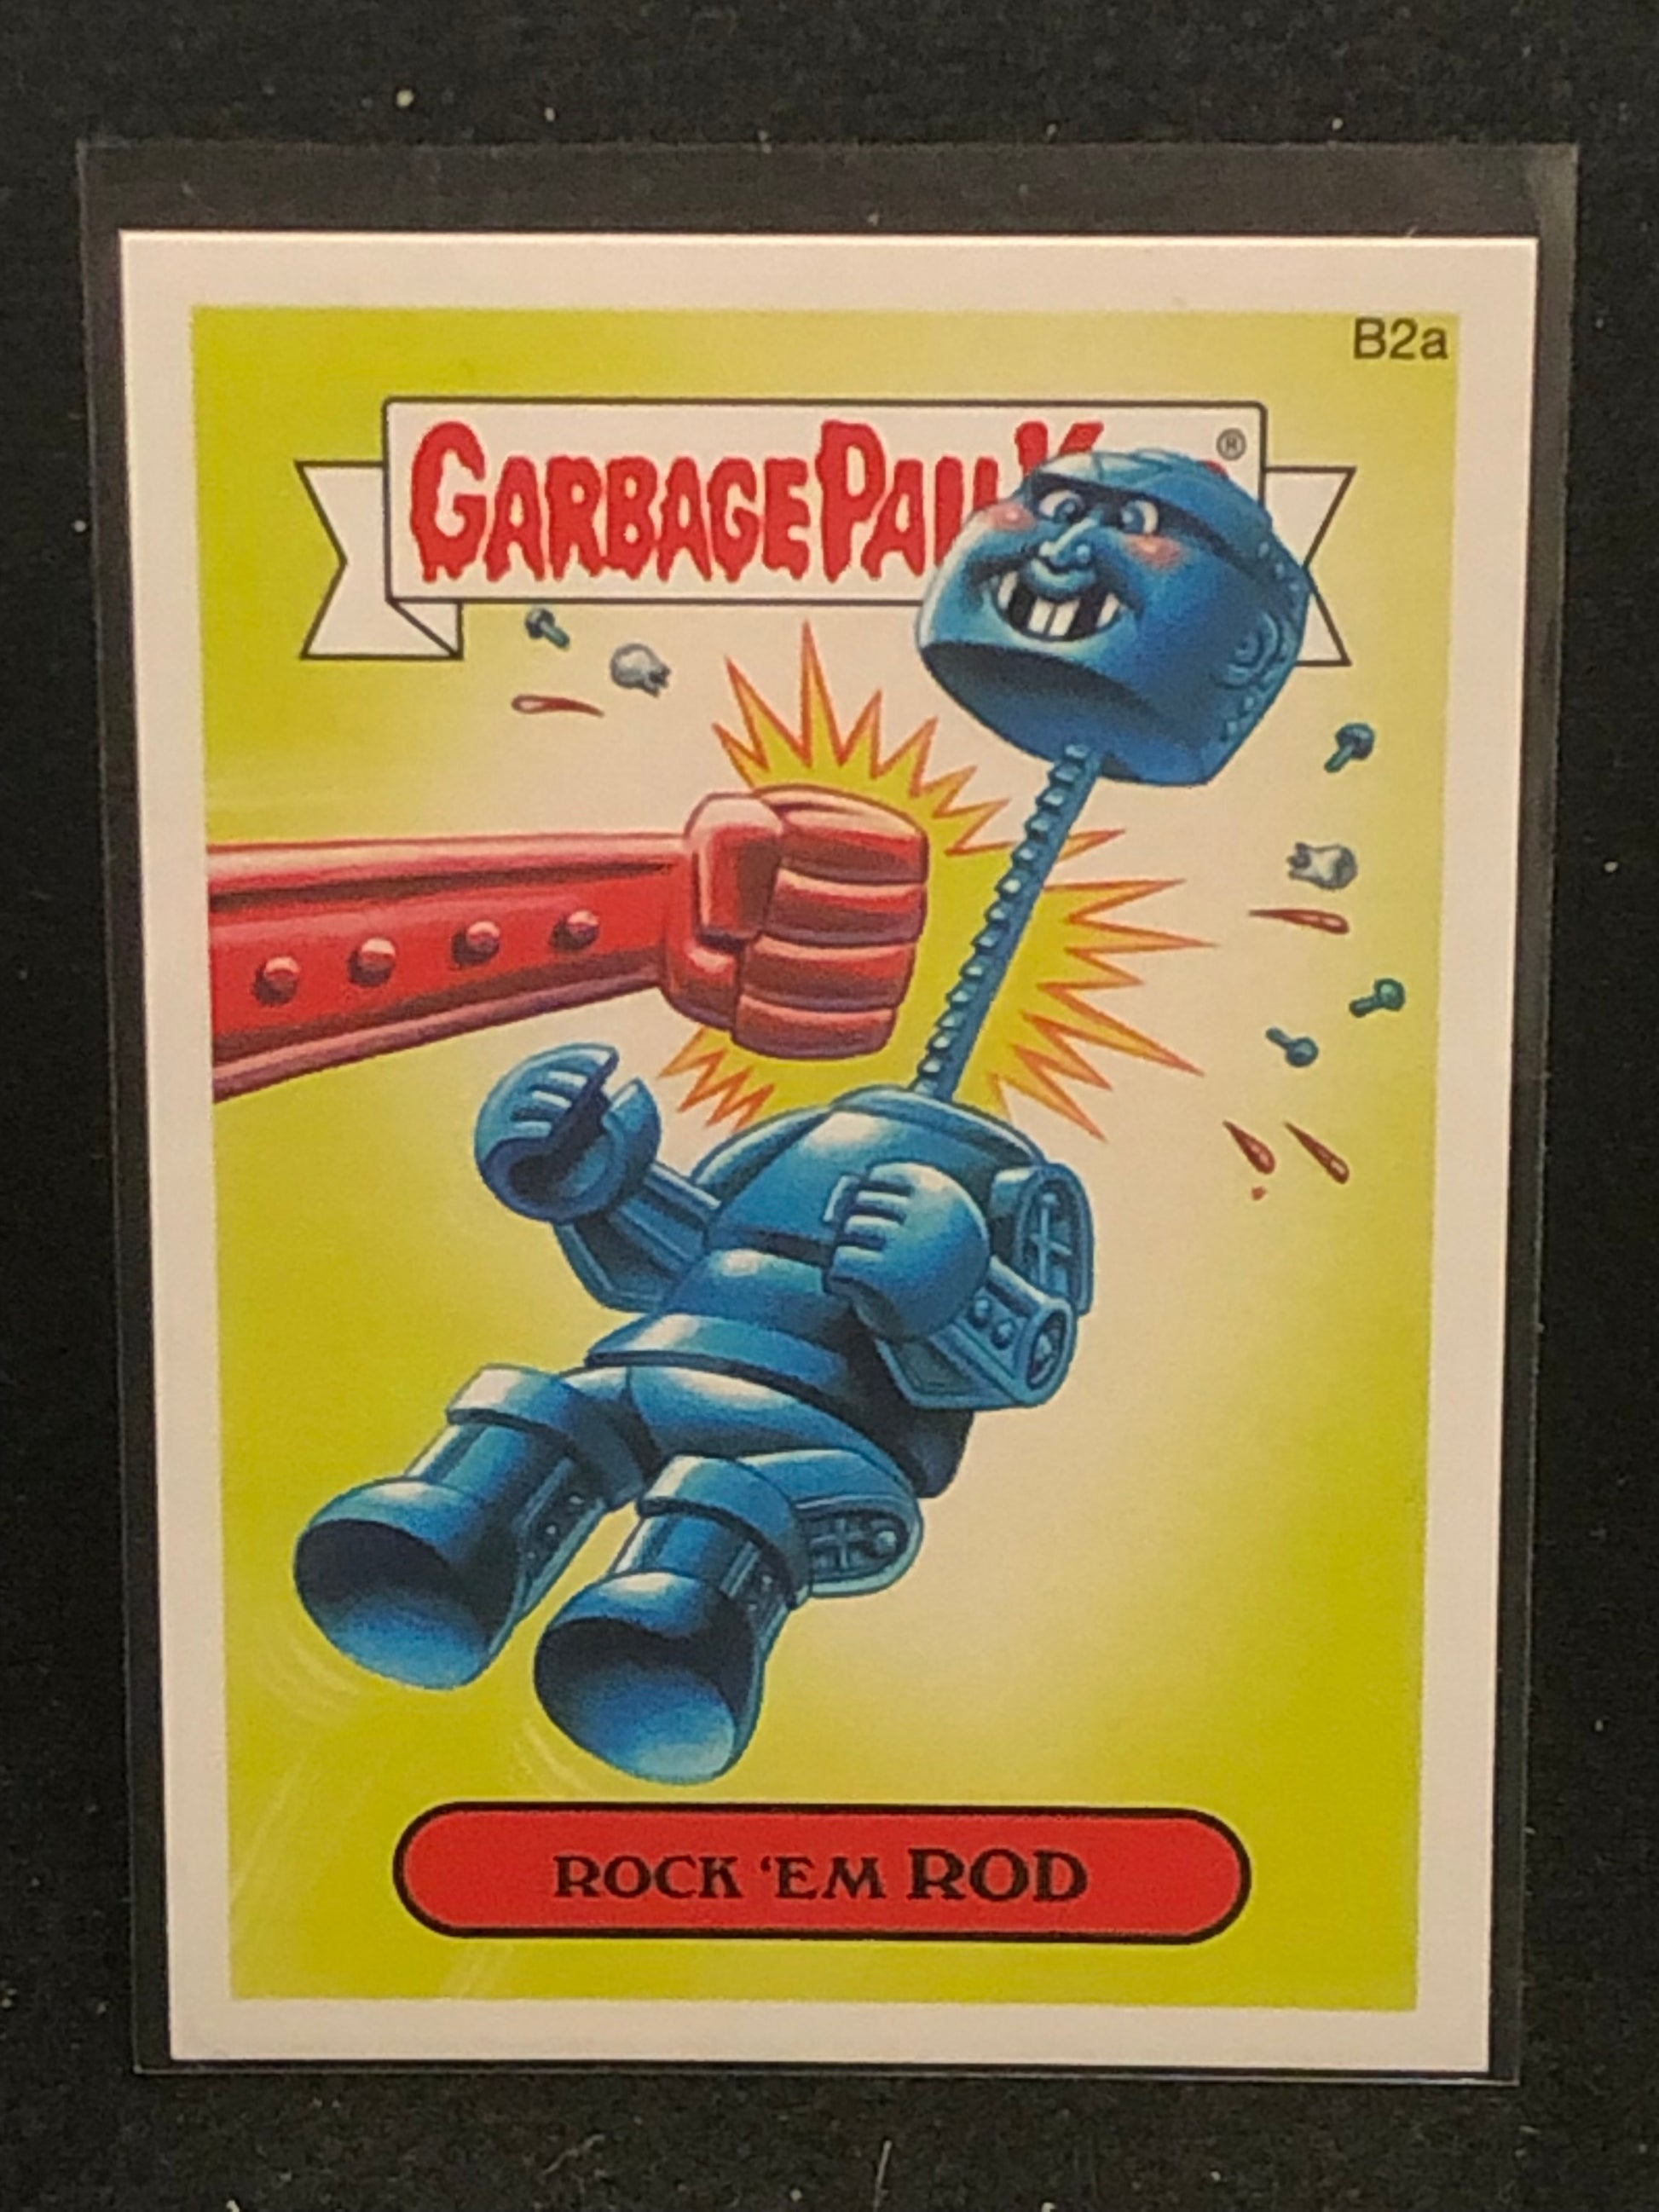 B2a
GARBAGE PAIL K ®
ROCK 'EM ROD